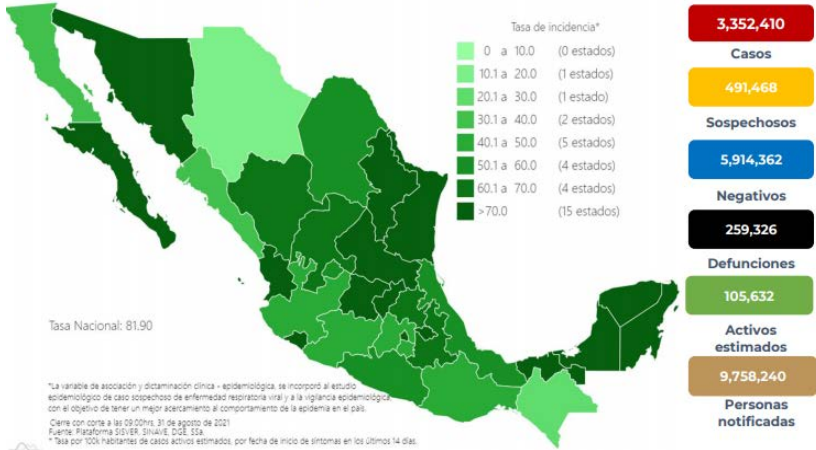 Tasa de incidencia*
0 a 10.0 (0 estados)
10.1 a 20.0 (1 estados)
20.1 a 30.0 (1 estado)
30.1 a 40.0 (2 estados)
40.1 a 50.0 (5 estados)
50.1 a 60.0 (4 estados)
60.1 a 70.0 (4 estados)
>70.0 (15 estados)
3,352,410
Casos
491,468
Sospechosos
5,914,362
Negativos
259,326
Defunciones
105,632
Activos
estimados
9,758,240
Personas
notificadas
Tasa Nacional: 81.90
*La variable de asociación y dictaminación clínica - epidemiológica, se incorporó al estudio
epidemiológico de caso sospechoso de enfermedad respiratoria viral y a la vigilancia epidemiológica,
con el objetivo de tener un mejor acercamiento al comportamiento de la epidemia en el país.
Cierre con corte a las 09:00hrs, 31 de agosto de 2021
Fuente: Plataforma SISVER, SINAVE, DGE, SSa.
* Tasa por 100k habitantes de casos activos estimados, por fecha de inicio de síntomas en los últimos 14 días.